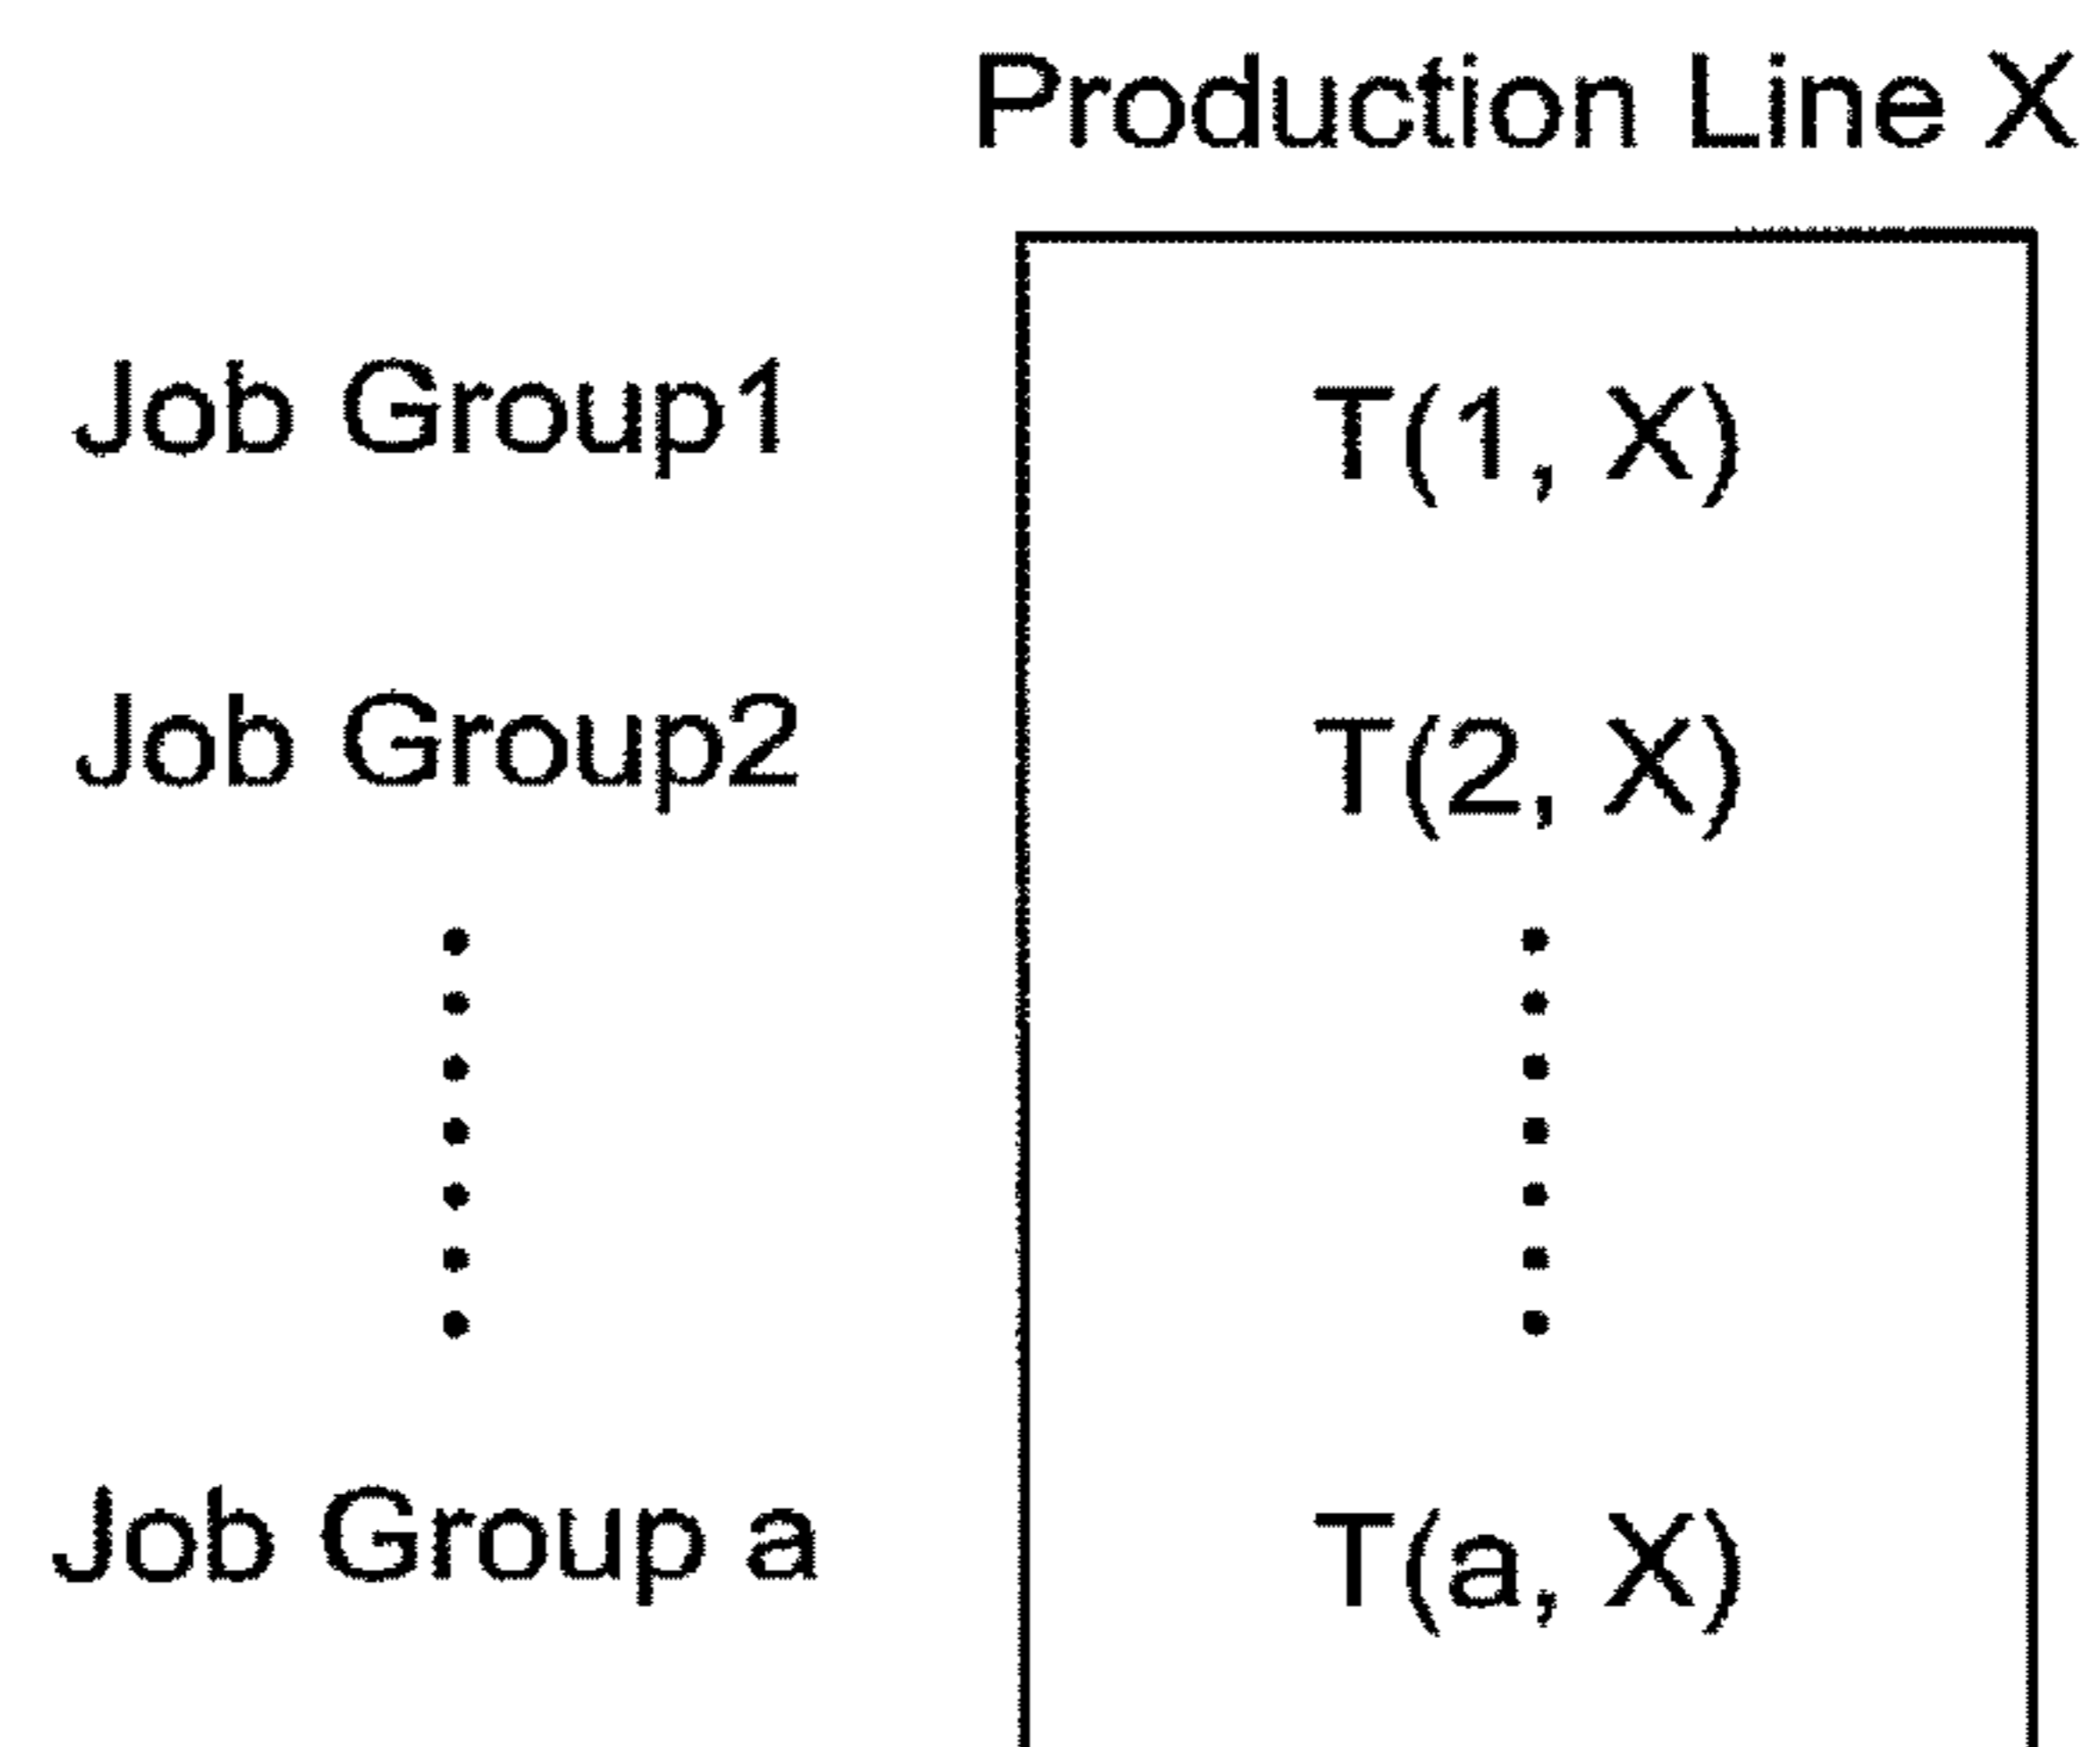 Production Line X
Job Group1 T(1, X)
Job Group2 T(2, X)
Job Group a T(a, X)